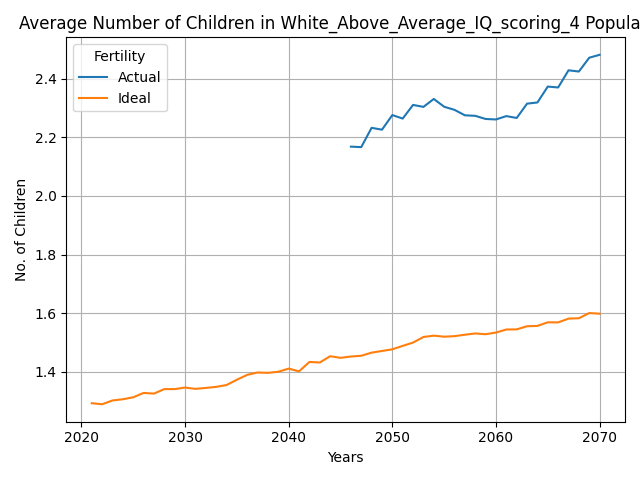 Average Number of Children in White_Above_Average_IQ_scoring_4 Popula
Fertility
Actual
Ideal
2.4
2.2
2.0
1.8
1.6
1.4
No. of Children
2020 2030 2040 2050 2060 2070
Years